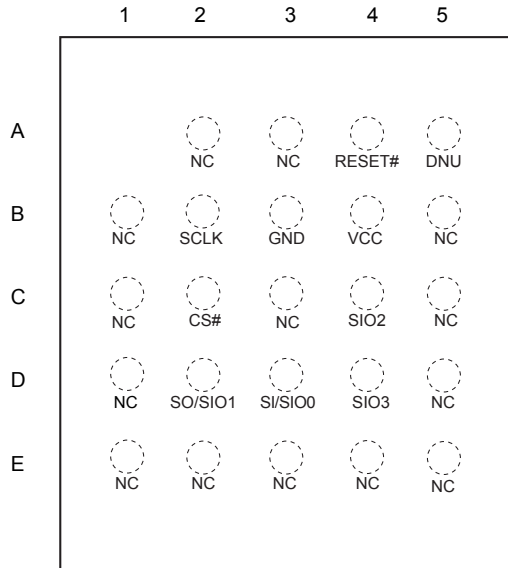 1 2 3 4 5
A
NC NC RESET# DNU
B
NC SCLK GND VCC NC
C
NC CS# NC SIO2 NC
D
NC SO/SIO1 SI/SIO0 SIO3 NC
E
NC NC NC NC NC